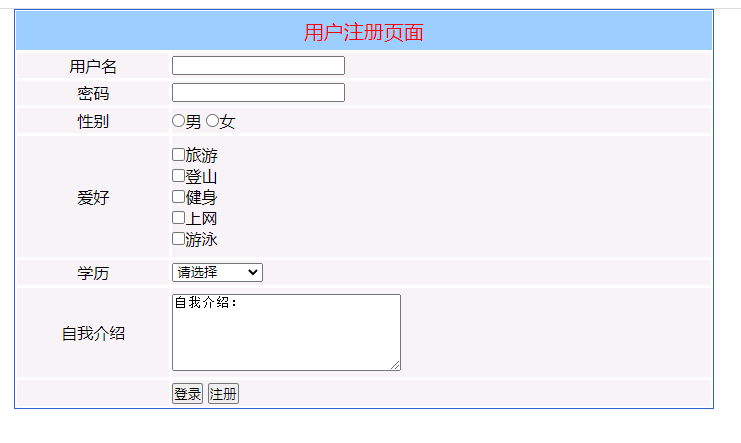 用户注册页面
用户名
密码
性别 男 女
爱好
旅游
登山
健身
上网
游泳
学历 请选择
自我介绍 自我介绍：
登录 注册